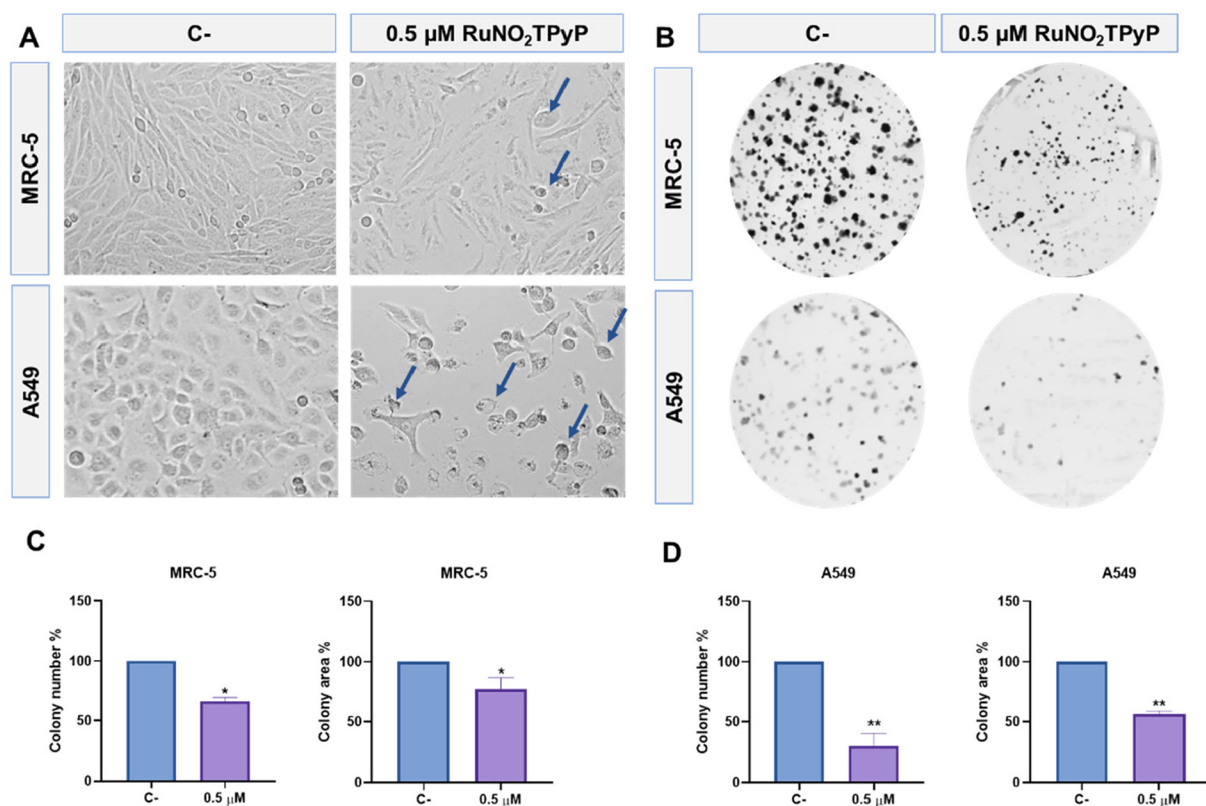 A
C-
0.5 µM RuNO₂TPyP
MRC-5
A549
B
C-
0.5 µM RuNO₂TPyP
MRC-5
A549
C
MRC-5
Colony number %
150
100
50
0
C-
0.5 µM
*
MRC-5
Colony area %
150
100
50
0
C-
0.5 µM
*
D
A549
Colony number %
150
100
50
0
C-
0.5 µM
**
A549
Colony area %
150
100
50
0
C-
0.5 µM
**